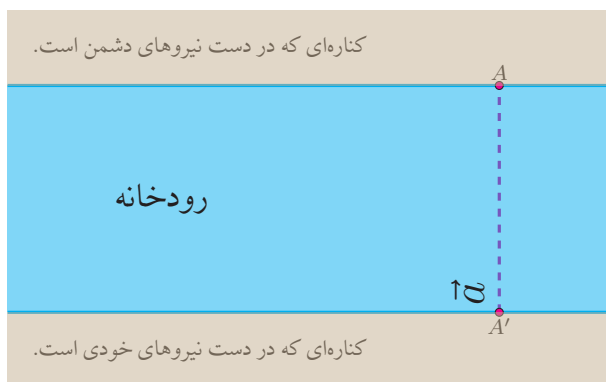 کناره‌ای که در دست نیروهای دشمن است.
A
رودخانه
a→
A′
کناره‌ای که در دست نیروهای خودی است.